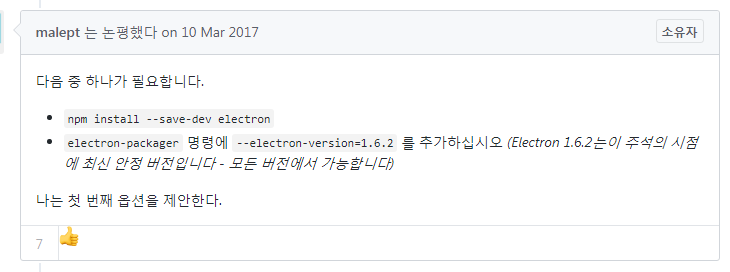 malept 는 논평했다 on 10 Mar 2017
소유자
다음 중 하나가 필요합니다.
npm install --save-dev electron
electron-packager 명령에 --electron-version=1.6.2 를 추가하십시오 (Electron 1.6.2는이 주석의 시점
에 최신 안정 버전입니다 - 모든 버전에서 가능합니다)
나는 첫 번째 옵션을 제안한다.
7